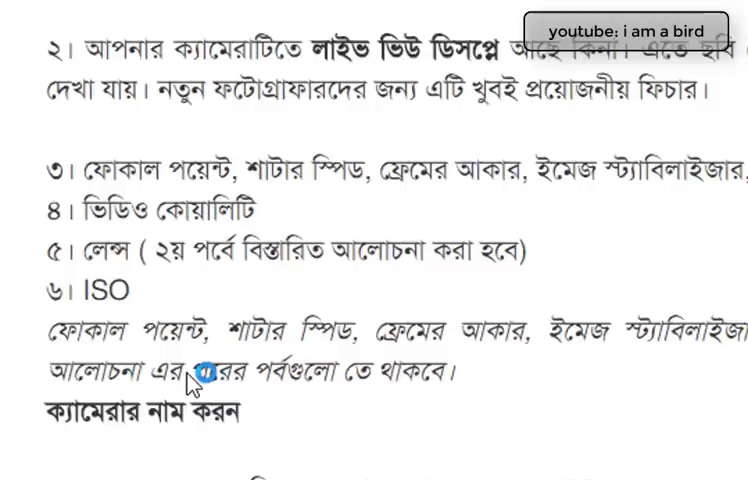 youtube: i am a bird
২। আপনার ক্যামেরাটিতে লাইভ ভিউ ডিসপ্লে আছে কিনা। এতে ছবি
দেখা যায়। নতুন ফটোগ্রাফারদের জন্য এটি খুবই প্রয়োজনীয় ফিচার।
৩। ফোকাল পয়েন্ট, শাটার স্পিড, ফ্রেমের আকার, ইমেজ স্ট্যাবিলাইজার,
৪। ভিডিও কোয়ালিটি
৫। লেন্স ( ২য় পর্বে বিস্তারিত আলোচনা করা হবে)
৬। ISO
ফোকাল পয়েন্ট, শাটার স্পিড, ফ্রেমের আকার, ইমেজ স্ট্যাবিলাইজা
আলোচনা এর পর্বগুলো তে থাকবে।
ক্যামেরার নাম করন